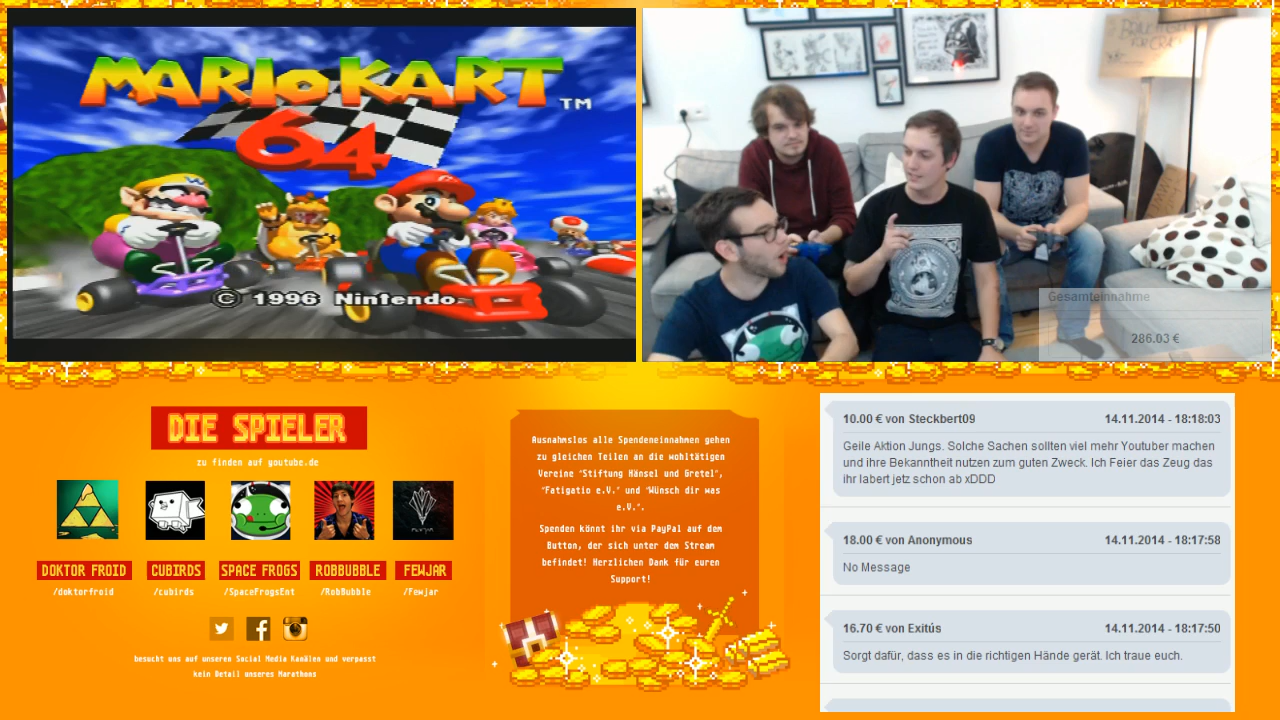 MARIO KART
64
TM
© 1996 Nintendo
Gesamteinnahme
286.03 €
DIE SPIELER
zu finden auf youtube.de
DOKTOR FROID
/doktorfroid
CUBIRDS
/cubirds
SPACE FROGS
/SpaceFrogsEnt
ROBBUBBLE
/RobBubble
FEWJAR
/Fewjar
besucht uns auf unseren Social Media Kanälen und verpasst
kein Detail unseres Marathons
Ausnahmslos alle Spendeneinnahmen gehen
zu gleichen Teilen an die wohltätigen
Vereine "Stiftung Hänsel und Gretel",
"Fatigatio e.V." und "Wünsch dir was
e.V.".
Spenden könnt ihr via PayPal auf dem
Button, der sich unter dem Stream
befindet! Herzlichen Dank für euren
Support!
10.00 € von Steckbert09 14.11.2014 - 18:18:03
Geile Aktion Jungs. Solche Sachen sollten viel mehr Youtuber machen
und ihre Bekanntheit nutzen zum guten Zweck. Ich Feier das Zeug das
ihr labert jetz schon ab xDDD
18.00 € von Anonymous 14.11.2014 - 18:17:58
No Message
16.70 € von Exitús 14.11.2014 - 18:17:50
Sorgt dafür, dass es in die richtigen Hände gerät. Ich traue euch.